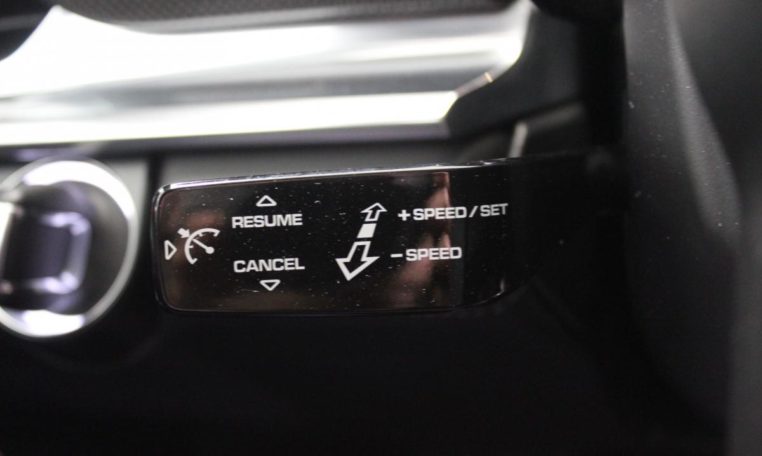 RESUME
+ SPEED / SET
CANCEL
- SPEED